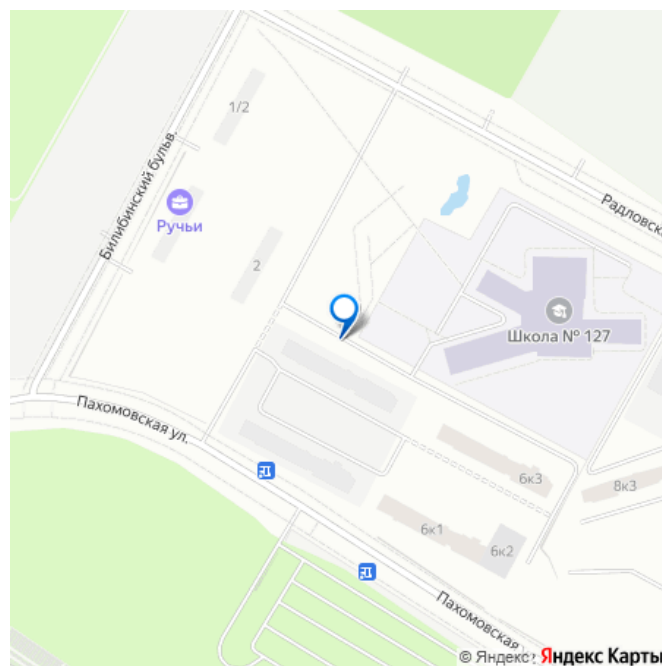 1/2
Билибинский бульв.
Радловска
Ручьи
2
Школа № 127
Пахомовская ул.
6к3
8к3
6к1
6к2
Пахомовская у
© Яндекс
Яндекс Карты